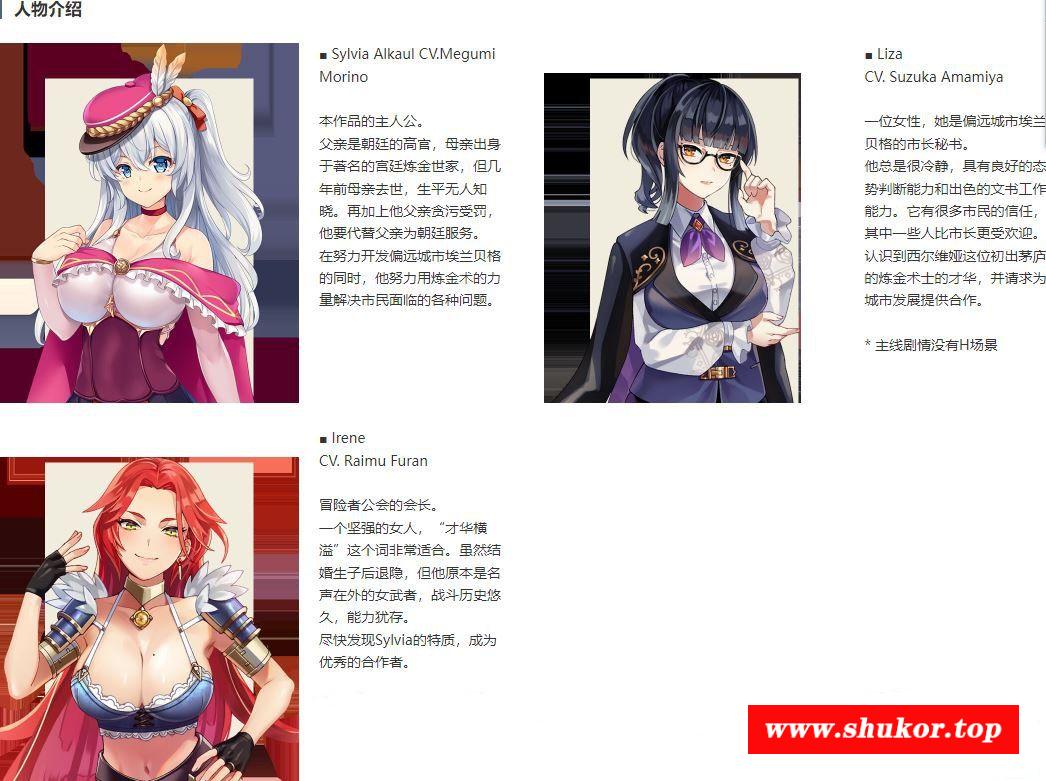 人物介绍
■ Sylvia Alkaul CV.Megumi
Morino
本作品的主人公。
父亲是朝廷的高官，母亲出身
于著名的宫廷炼金世家，但几
年前母亲去世，生平无人知
晓。再加上他父亲贪污受罚，
他要代替父亲为朝廷服务。
在努力开发偏远城市埃兰贝格
的同时，他努力用炼金术的力
量解决市民面临的各种问题。
■ Liza
CV. Suzuka Amamiya
一位女性，她是偏远城市埃兰
贝格的市长秘书。
他总是很冷静，具有良好的态
势判断能力和出色的文书工作
能力。它有很多市民的信任，
其中一些人比市长更受欢迎。
认识到西尔维娅这位初出茅庐
的炼金术士的才华，并请求为
城市发展提供合作。
* 主线剧情没有H场景
■ Irene
CV. Raimu Furan
冒险者公会的会长。
一个坚强的女人，“才华横
溢”这个词非常适合。虽然结
婚生子后退隐，但他原本是名
声在外的女武者，战斗历史悠
久，能力犹存。
尽快发现Sylvia的特质，成为
优秀的合作者。
www.shukor.top